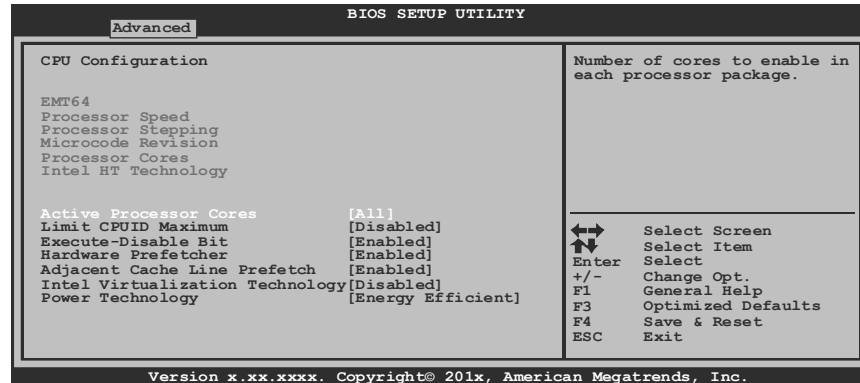 BIOS SETUP UTILITY
Advanced
CPU Configuration
EMT64
Processor Speed
Processor Stepping
Microcode Revision
Processor Cores
Intel HT Technology
Active Processor Cores [All]
Limit CPUID Maximum [Disabled]
Execute-Disable Bit [Enabled]
Hardware Prefetcher [Enabled]
Adjacent Cache Line Prefetch [Enabled]
Intel Virtualization Technology[Disabled]
Power Technology [Energy Efficient]
Number of cores to enable in
each processor package.
Select Screen
Select Item
Enter Select
+/- Change Opt.
F1 General Help
F3 Optimized Defaults
F4 Save & Reset
ESC Exit
Version x.xx.xxxx. Copyright© 201x, American Megatrends, Inc.